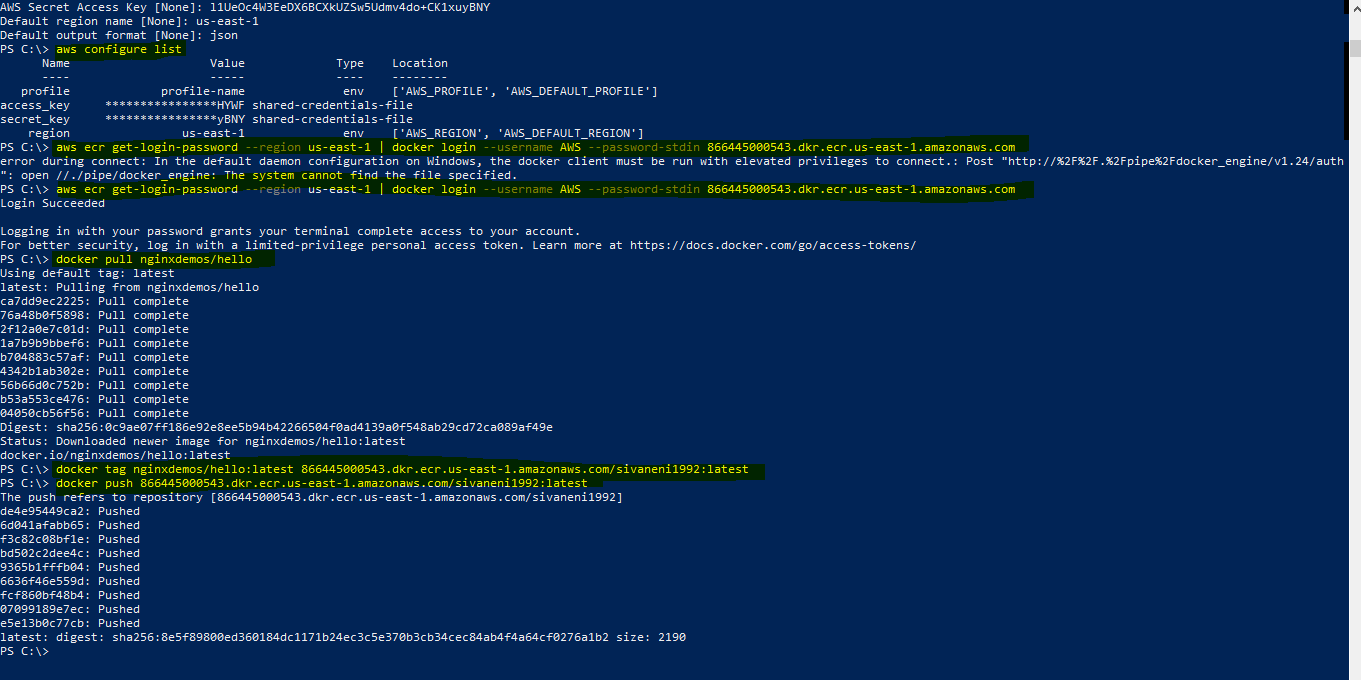 AWS Secret Access Key [None]: l1UeOc4W3EeDX6BCXkUZSw5Udmv4do+CK1xuyBNY
Default region name [None]: us-east-1
Default output format [None]: json
PS C:\> aws configure list
Name Value Type Location
---- ----- ---- --------
profile profile-name env ['AWS_PROFILE', 'AWS_DEFAULT_PROFILE']
access_key ****************HYWF shared-credentials-file
secret_key ****************yBNY shared-credentials-file
region us-east-1 env ['AWS_REGION', 'AWS_DEFAULT_REGION']
PS C:\> aws ecr get-login-password --region us-east-1 | docker login --username AWS --password-stdin 866445000543.dkr.ecr.us-east-1.amazonaws.com
error during connect: In the default daemon configuration on Windows, the docker client must be run with elevated privileges to connect.: Post "http://%2F%2F.%2Fpipe%2Fdocker_engine/v1.24/auth
": open //./pipe/docker_engine: The system cannot find the file specified.
PS C:\> aws ecr get-login-password --region us-east-1 | docker login --username AWS --password-stdin 866445000543.dkr.ecr.us-east-1.amazonaws.com
Login Succeeded
Logging in with your password grants your terminal complete access to your account.
For better security, log in with a limited-privilege personal access token. Learn more at https://docs.docker.com/go/access-tokens/
PS C:\> docker pull nginxdemos/hello
Using default tag: latest
latest: Pulling from nginxdemos/hello
ca7dd9ec2225: Pull complete
76a48b0f5898: Pull complete
2f12a0e7c01d: Pull complete
1a7b9b9bbef6: Pull complete
b704883c57af: Pull complete
4342b1ab302e: Pull complete
56b66d0c752b: Pull complete
b53a553ce476: Pull complete
04050cb56f56: Pull complete
Digest: sha256:0c9ae07ff186e92e8ee5b94b42266504f0ad4139a0f548ab29cd72ca089af49e
Status: Downloaded newer image for nginxdemos/hello:latest
docker.io/nginxdemos/hello:latest
PS C:\> docker tag nginxdemos/hello:latest 866445000543.dkr.ecr.us-east-1.amazonaws.com/sivaneni1992:latest
PS C:\> docker push 866445000543.dkr.ecr.us-east-1.amazonaws.com/sivaneni1992:latest
The push refers to repository [866445000543.dkr.ecr.us-east-1.amazonaws.com/sivaneni1992]
de4e95449ca2: Pushed
6d041afabb65: Pushed
f3c82c08bf1e: Pushed
bd502c2dee4c: Pushed
9365b1fffb04: Pushed
6636f46e559d: Pushed
fcf860bf48b4: Pushed
07099189e7ec: Pushed
e5e13b0c77cb: Pushed
latest: digest: sha256:8e5f89800ed360184dc1171b24ec3c5e370b3cb34cec84ab4f4a64cf0276a1b2 size: 2190
PS C:\>